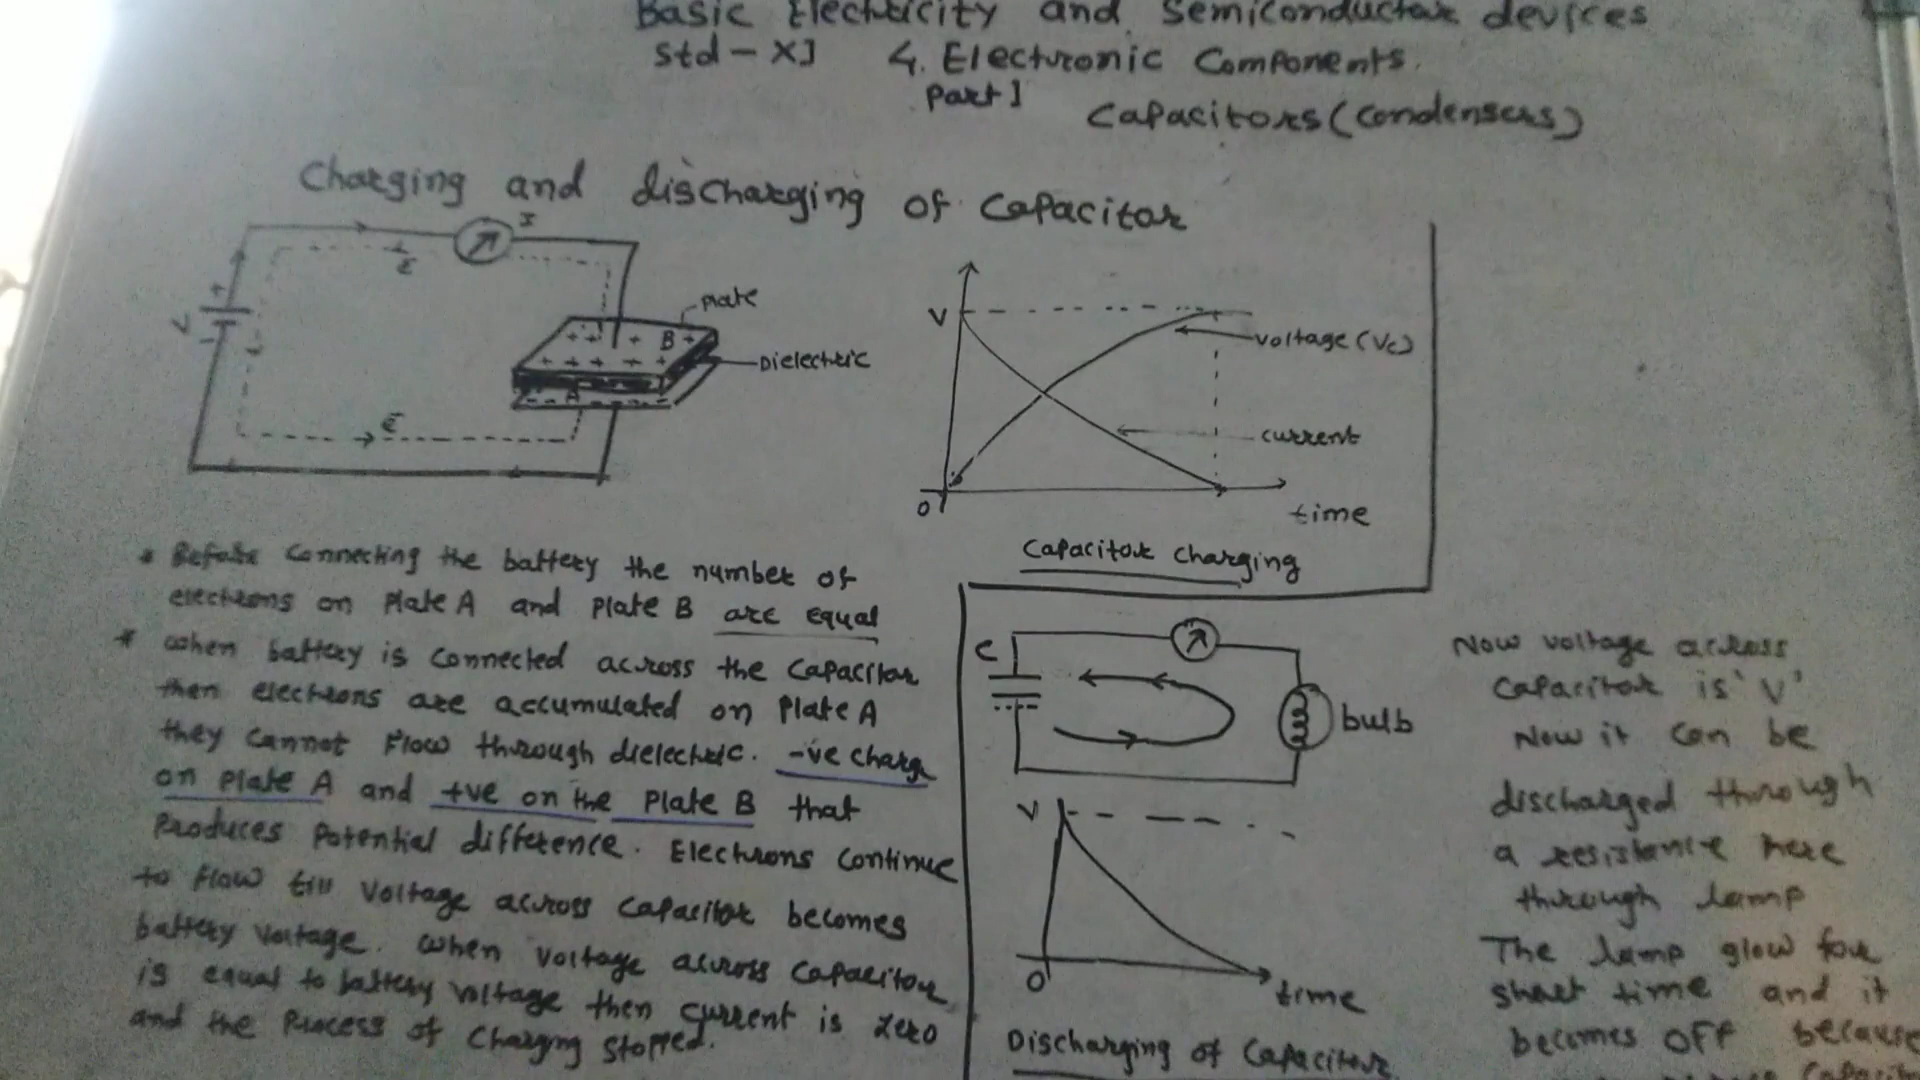 Basic Electricity and Semiconductor devices
Std - XI 4. Electronic Components.
Part 1
Capacitors (Condensers)
Charging and discharging of Capacitor
I
e
+
V
-
Plate
B
Dielectric
A
e
V
voltage (Vc)
current
0
time
Capacitor charging
* Before Connecting the battery the number of
electrons on Plate A and Plate B are equal
* when battery is connected across the Capacitor
then electrons are accumulated on Plate A
they cannot Flow through dielectric. -ve charge
on Plate A and +ve on the Plate B that
Produces Potential difference. Electrons Continue
to flow till voltage across Capacitor becomes
battery voltage. when voltage across Capacitor
is equal to battery voltage then current is zero
and the Process of Charging stopped.
C
bulb
V
0
time
Discharging of Capacitor
Now voltage across
Capacitor is 'V'
Now it can be
discharged through
a resistance here
through lamp
The lamp glow for
short time and it
becomes OFF because